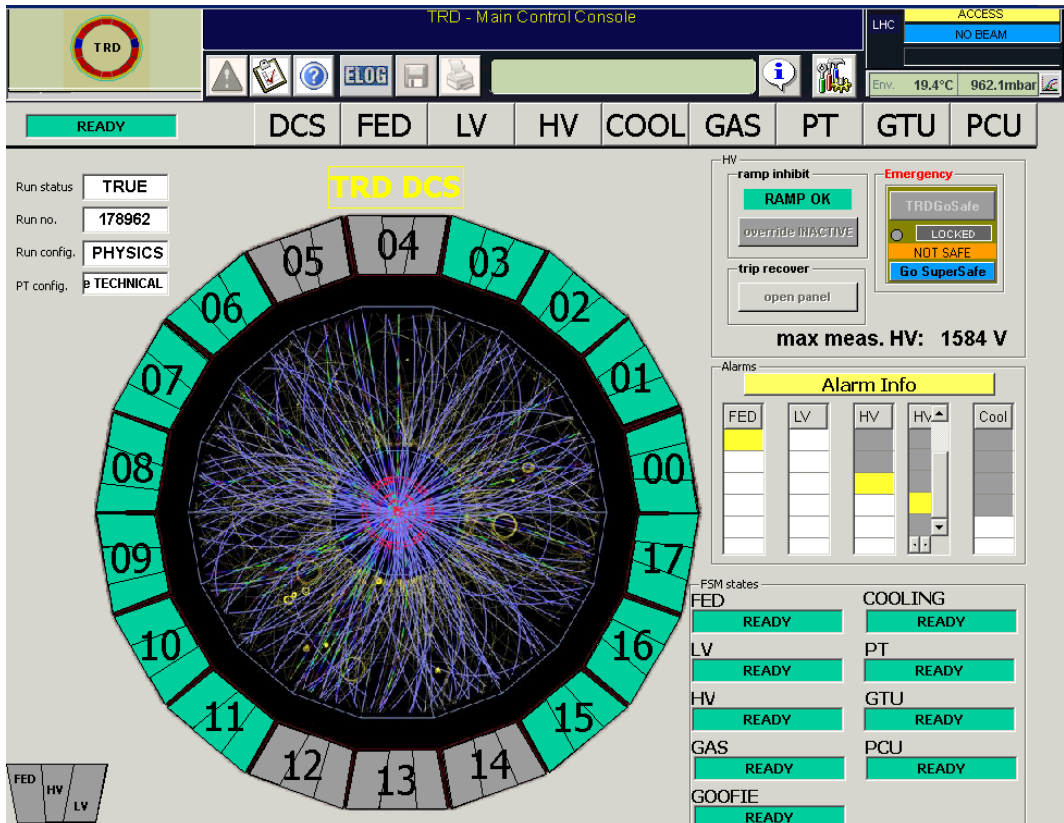 TRD
TRD - Main Control Console
LHC
ACCESS
NO BEAM
ELOG
Env. 19.4°C 962.1mbar
READY
DCS FED LV HV COOL GAS PT GTU PCU
Run status TRUE
Run no. 178962
Run config. PHYSICS
PT config. e TECHNICAL
TRD DCS
00
01
02
03
04
05
06
07
08
09
10
11
12
13
14
15
16
17
FED
HV
LV
HV
ramp inhibit
RAMP OK
override INACTIVE
trip recover
open panel
Emergency
TRDGoSafe
LOCKED
NOT SAFE
Go SuperSafe
max meas. HV: 1584 V
Alarms
Alarm Info
FED LV HV HV Cool
FSM states
FED COOLING
READY READY
LV PT
READY READY
HV GTU
READY READY
GAS PCU
READY READY
GOOFIE
READY